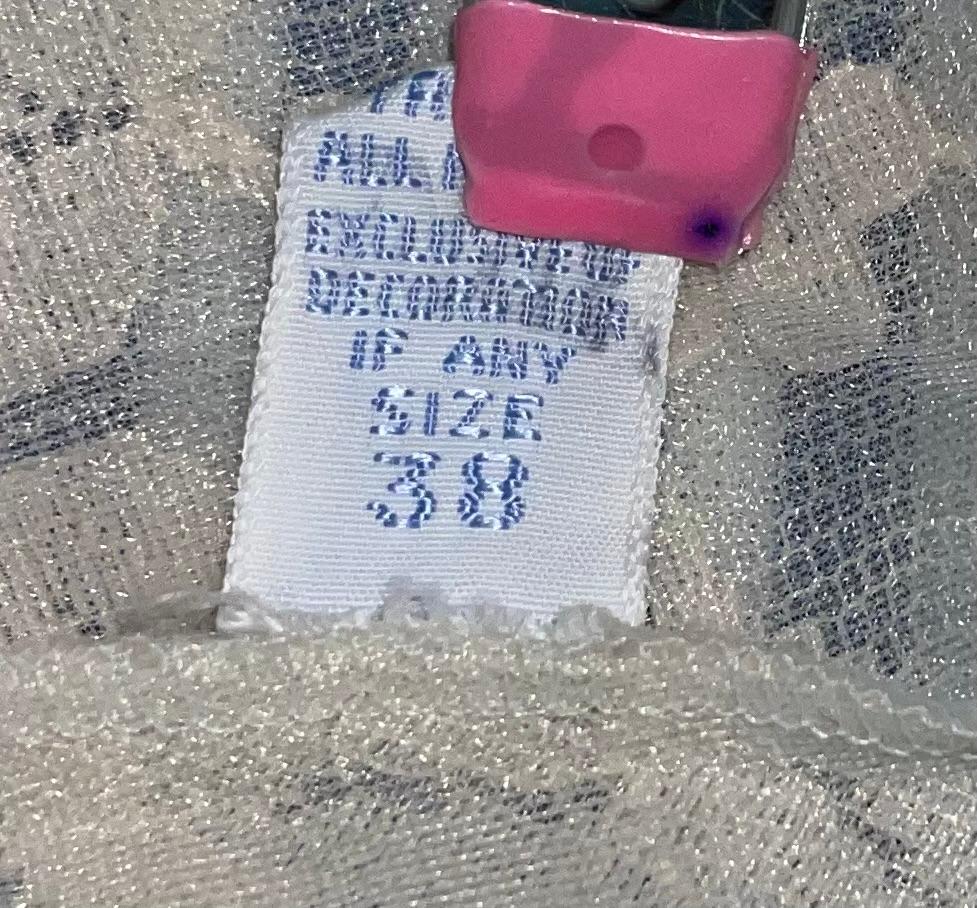 ALL
EXCLUSIVE OF
DECORATION
IF ANY
SIZE
38